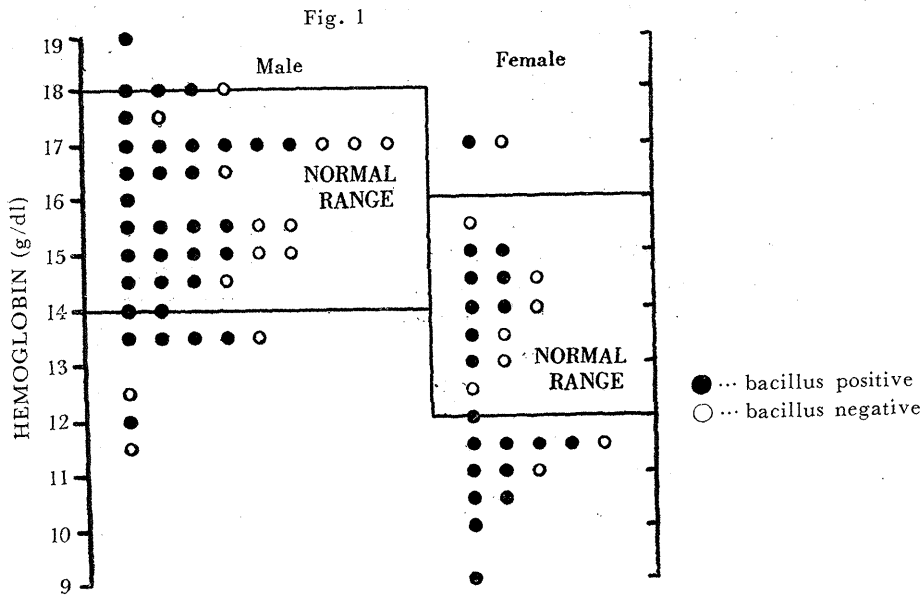 Fig. 1
Male
Female
HEMOGLOBIN (g/dl)
19
18
17
16
15
14
13
12
11
10
9
NORMAL
RANGE
NORMAL
RANGE
● ··· bacillus positive
○ ··· bacillus negative